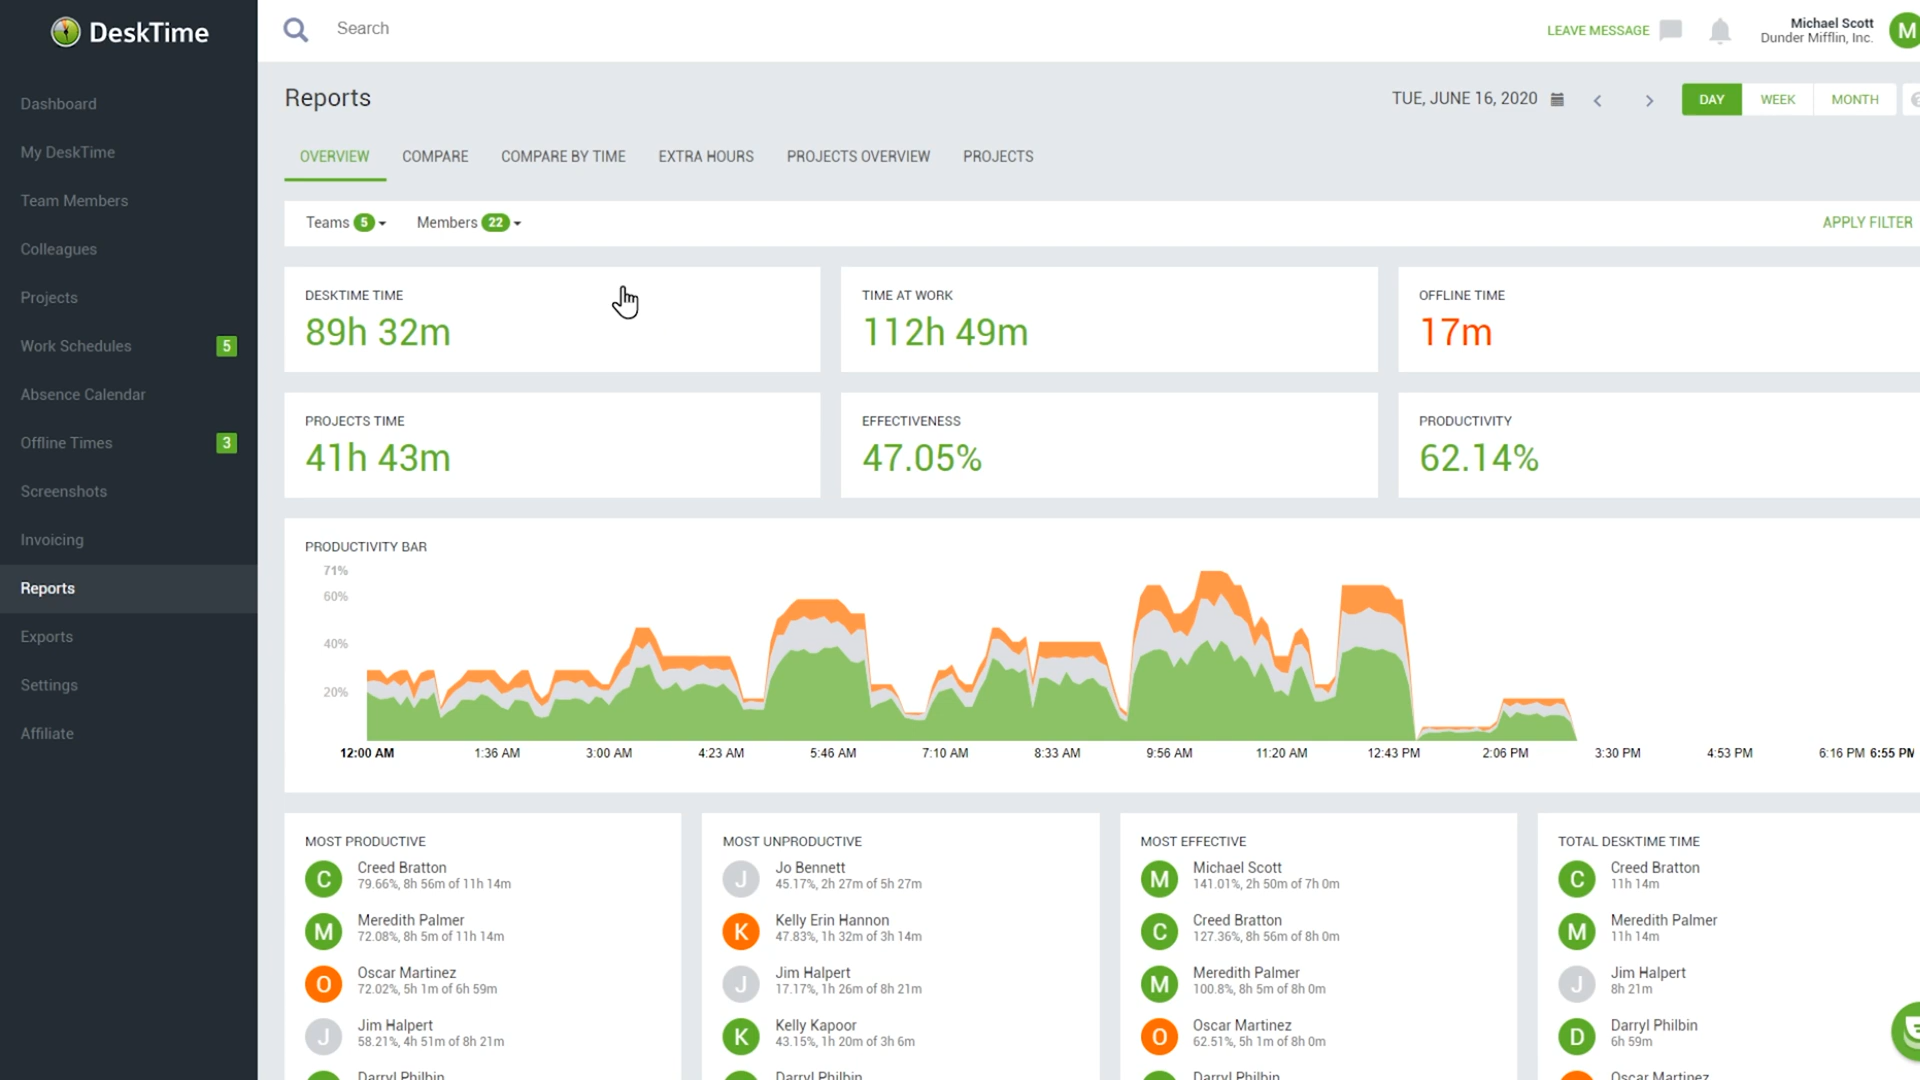 DeskTime
Search
LEAVE MESSAGE
Michael Scott
Dunder Mifflin, Inc.
M
Dashboard
My DeskTime
Team Members
Colleagues
Projects
Work Schedules 5
Absence Calendar
Offline Times 3
Screenshots
Invoicing
Reports
Exports
Settings
Affiliate
Reports
TUE, JUNE 16, 2020
DAY WEEK MONTH
OVERVIEW COMPARE COMPARE BY TIME EXTRA HOURS PROJECTS OVERVIEW PROJECTS
Teams 5 Members 22 APPLY FILTER
DESKTIME TIME
89h 32m
TIME AT WORK
112h 49m
OFFLINE TIME
17m
PROJECTS TIME
41h 43m
EFFECTIVENESS
47.05%
PRODUCTIVITY
62.14%
PRODUCTIVITY BAR
71%
60%
40%
20%
12:00 AM 1:36 AM 3:00 AM 4:23 AM 5:46 AM 7:10 AM 8:33 AM 9:56 AM 11:20 AM 12:43 PM 2:06 PM 3:30 PM 4:53 PM 6:16 PM 6:55 PM
MOST PRODUCTIVE
C Creed Bratton
79.66%, 8h 56m of 11h 14m
M Meredith Palmer
72.08%, 8h 5m of 11h 14m
O Oscar Martinez
72.02%, 5h 1m of 6h 59m
J Jim Halpert
58.21%, 4h 51m of 8h 21m
Darryl Philbin
MOST UNPRODUCTIVE
J Jo Bennett
45.17%, 2h 27m of 5h 27m
K Kelly Erin Hannon
47.83%, 1h 32m of 3h 14m
J Jim Halpert
17.17%, 1h 26m of 8h 21m
K Kelly Kapoor
43.15%, 1h 20m of 3h 6m
Darryl Philbin
MOST EFFECTIVE
M Michael Scott
141.01%, 2h 50m of 7h 0m
C Creed Bratton
127.36%, 8h 56m of 8h 0m
M Meredith Palmer
100.8%, 8h 5m of 8h 0m
O Oscar Martinez
62.51%, 5h 1m of 8h 0m
Darryl Philbin
TOTAL DESKTIME TIME
C Creed Bratton
11h 14m
M Meredith Palmer
11h 14m
J Jim Halpert
8h 21m
D Darryl Philbin
6h 59m
Oscar Martinez